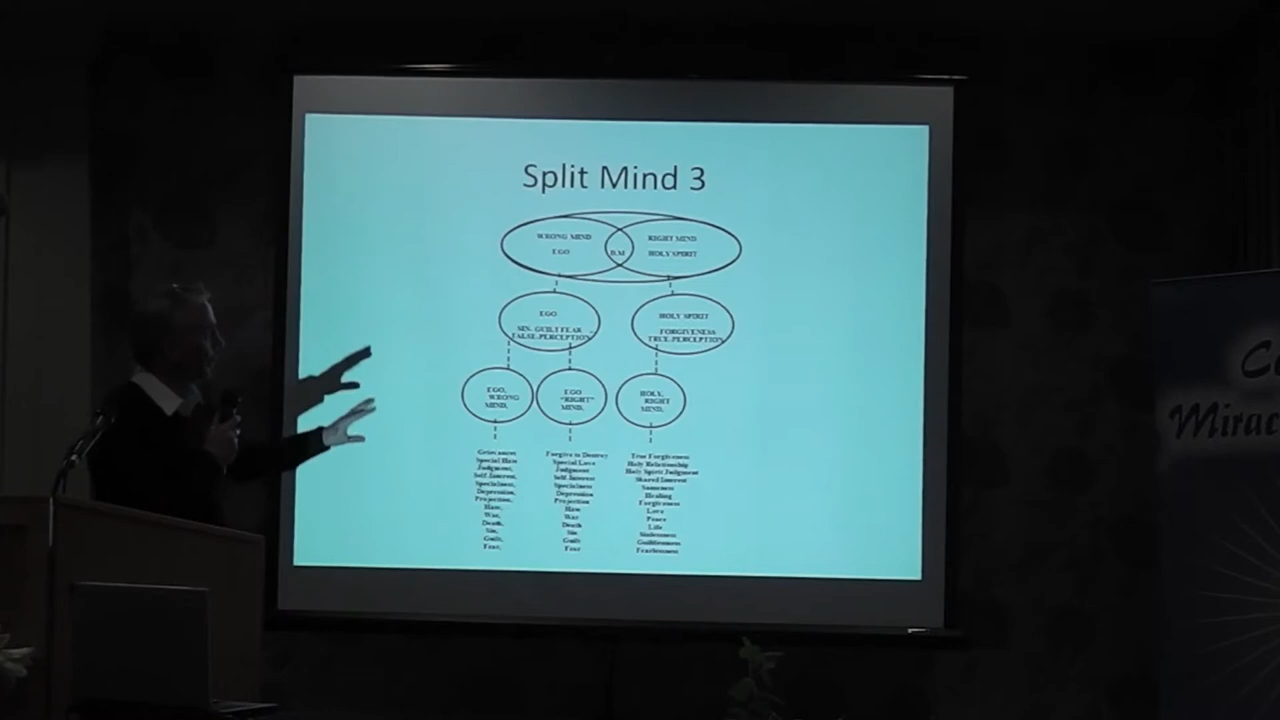 Split Mind 3
WRONG MIND
EGO
D.M
RIGHT MIND
HOLY SPIRIT
EGO
SIN- GUILT FEAR -
FALSE-PERCEPTION
HOLY SPIRIT
FORGIVENESS
TRUE-PERCEPTION
EGO,
WRONG
MIND,
EGO
"RIGHT"
MIND,
HOLY,
RIGHT
MIND,
Grievances
Special Hate
Judgment,
Self Interest,
Specialness,
Depression,
Projection,
Hate,
War,
Death,
Sin,
Guilt,
Fear,
Forgive to Destroy
Special Love
Judgment
Self Interest
Specialness
Depression
Projection
Hate
War
Death
Sin
Guilt
Fear
True Forgiveness
Holy Relationship
Holy Spirit Judgment
Shared Interest
Sameness
Healing
Forgiveness
Love
Peace
Life
Sinlessness
Guiltlessness
Fearlessness